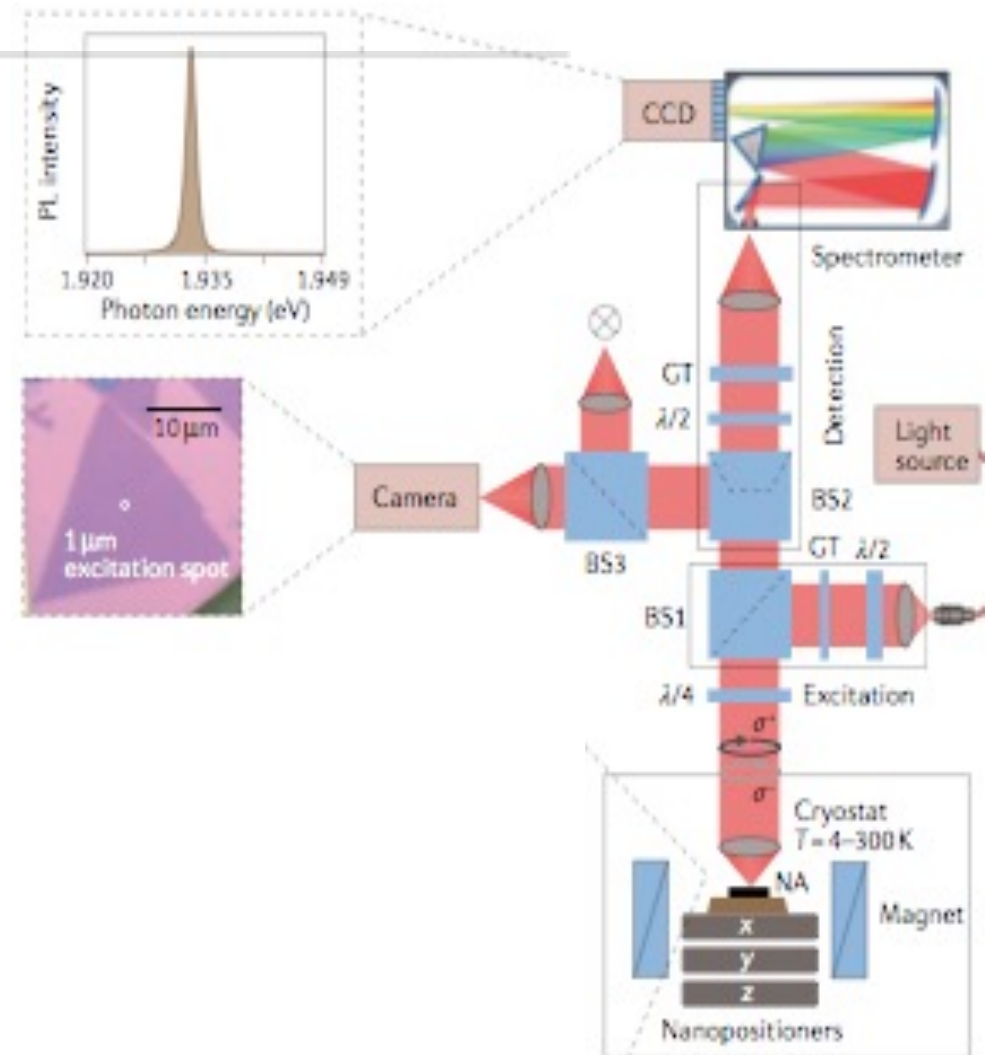 PL intensity
1.920 1.935 1.949
Photon energy (eV)
CCD
Spectrometer
GT
λ/2
Detection
Light
source
10 μm
1 μm
excitation spot
Camera
BS3
BS2
GT λ/2
BS1
λ/4
Excitation
σ⁺
σ⁻
Cryostat
T = 4–300 K
NA
Magnet
x
y
z
Nanopositioners